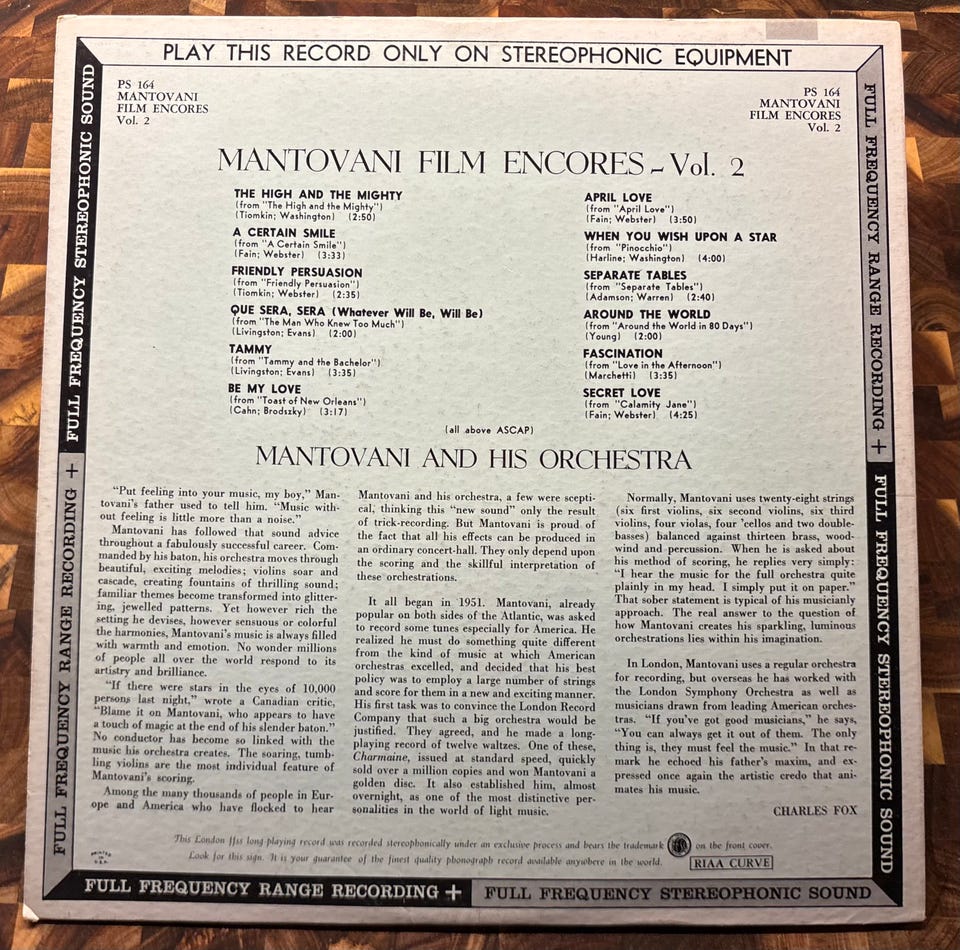 PLAY THIS RECORD ONLY ON STEREOPHONIC EQUIPMENT
FULL FREQUENCY STEREOPHONIC SOUND
FULL FREQUENCY RANGE RECORDING +
FULL FREQUENCY RANGE RECORDING +
FULL FREQUENCY STEREOPHONIC SOUND
PS 164
MANTOVANI
FILM ENCORES
Vol. 2
PS 164
MANTOVANI
FILM ENCORES
Vol. 2
MANTOVANI FILM ENCORES – Vol. 2
THE HIGH AND THE MIGHTY
(from "The High and the Mighty")
(Tiomkin; Washington) (2:50)
A CERTAIN SMILE
(from "A Certain Smile")
(Fain; Webster) (3:33)
FRIENDLY PERSUASION
(from "Friendly Persuasion")
(Tiomkin; Webster) (2:35)
QUE SERA, SERA (Whatever Will Be, Will Be)
(from "The Man Who Knew Too Much")
(Livingston; Evans) (2:00)
TAMMY
(from "Tammy and the Bachelor")
(Livingston; Evans) (3:35)
BE MY LOVE
(from "Toast of New Orleans")
(Cahn; Brodszky) (3:17)
APRIL LOVE
(from "April Love")
(Fain; Webster) (3:50)
WHEN YOU WISH UPON A STAR
(from "Pinocchio")
(Harline; Washington) (4:00)
SEPARATE TABLES
(from "Separate Tables")
(Adamson; Warren) (2:40)
AROUND THE WORLD
(from "Around the World in 80 Days")
(Young) (2:00)
FASCINATION
(from "Love in the Afternoon")
(Marchetti) (3:35)
SECRET LOVE
(from "Calamity Jane")
(Fain; Webster) (4:25)
(all above ASCAP)
MANTOVANI AND HIS ORCHESTRA
"Put feeling into your music, my boy," Man-
tovani's father used to tell him. "Music with-
out feeling is little more than a noise."
Mantovani has followed that sound advice
throughout a fabulously successful career. Com-
manded by his baton, his orchestra moves through
beautiful, exciting melodies; violins soar and
cascade, creating fountains of thrilling sound;
familiar themes become transformed into glitter-
ing, jewelled patterns. Yet however rich the
setting he devises, however sensuous or colorful
the harmonies, Mantovani's music is always filled
with warmth and emotion. No wonder millions
of people all over the world respond to its
artistry and brilliance.
"If there were stars in the eyes of 10,000
persons last night," wrote a Canadian critic,
"Blame it on Mantovani, who appears to have
a touch of magic at the end of his slender baton."
No conductor has become so linked with the
music his orchestra creates. The soaring, tumb-
ling violins are the most individual feature of
Mantovani's scoring.
Among the many thousands of people in Eur-
ope and America who have flocked to hear
Mantovani and his orchestra, a few were scepti-
cal, thinking this "new sound" only the result
of trick-recording. But Mantovani is proud of
the fact that all his effects can be produced in
an ordinary concert-hall. They only depend upon
the scoring and the skillful interpretation of
these orchestrations.
It all began in 1951. Mantovani, already
popular on both sides of the Atlantic, was asked
to record some tunes especially for America. He
realized he must do something quite different
from the kind of music at which American
orchestras excelled, and decided that his best
policy was to employ a large number of strings
and score for them in a new and exciting manner.
His first task was to convince the London Record
Company that such a big orchestra would be
justified. They agreed, and he made a long-
playing record of twelve waltzes. One of these,
Charmaine, issued at standard speed, quickly
sold over a million copies and won Mantovani a
golden disc. It also established him, almost
overnight, as one of the most distinctive per-
sonalities in the world of light music.
Normally, Mantovani uses twenty-eight strings
(six first violins, six second violins, six third
violins, four violas, four 'cellos and two double-
basses) balanced against thirteen brass, wood-
wind and percussion. When he is asked about
his method of scoring, he replies very simply:
"I hear the music for the full orchestra quite
plainly in my head. I simply put it on paper."
That sober statement is typical of his musicianly
approach. The real answer to the question of
how Mantovani creates his sparkling, luminous
orchestrations lies within his imagination.
In London, Mantovani uses a regular orchestra
for recording, but overseas he has worked with
the London Symphony Orchestra as well as
musicians drawn from leading American orches-
tras. "If you've got good musicians," he says,
"You can always get it out of them. The only
thing is, they must feel the music." In that re-
mark he echoed his father's maxim, and ex-
pressed once again the artistic credo that ani-
mates his music.
CHARLES FOX
This London ffss long playing record was recorded stereophonically under an exclusive process and bears the trademark on the front cover.
Look for this sign. It is your guarantee of the finest quality phonograph record available anywhere in the world.
RIAA CURVE
PRINTED
IN
U.S.A.
FULL FREQUENCY RANGE RECORDING +
FULL FREQUENCY STEREOPHONIC SOUND